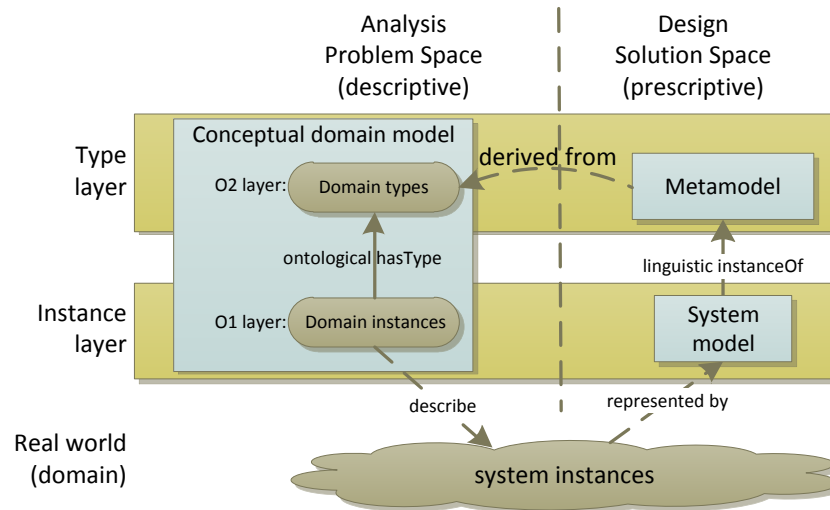 Analysis
Problem Space
(descriptive)
Design
Solution Space
(prescriptive)
Type
layer
Conceptual domain model
O2 layer:
Domain types
derived from
Metamodel
ontological hasType
linguistic instanceOf
Instance
layer
O1 layer:
Domain instances
System
model
describe
represented by
Real world
(domain)
system instances